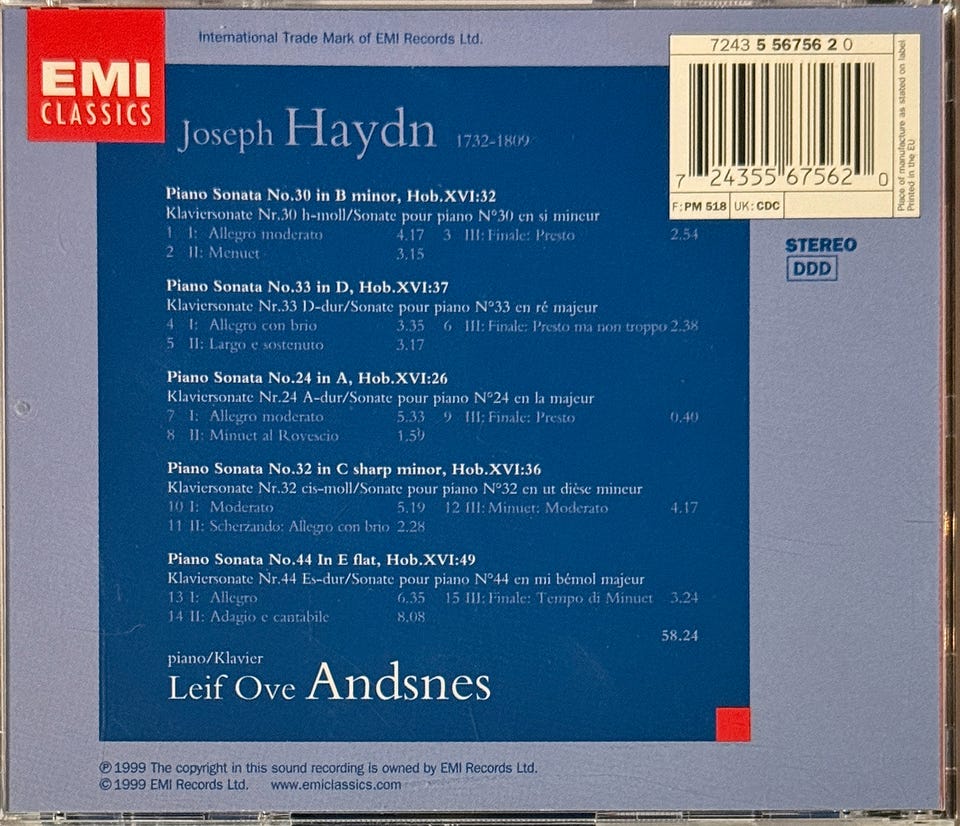 International Trade Mark of EMI Records Ltd.
EMI
CLASSICS
7243 5 56756 2 0
7 24355 67562 0
F: PM 518 UK: CDC
Place of manufacture as stated on label
Printed in the EU
STEREO
DDD
Joseph Haydn 1732-1809
Piano Sonata No.30 in B minor, Hob.XVI:32
Klaviersonate Nr.30 h-moll/Sonate pour piano N°30 en si mineur
1 I: Allegro moderato 4.17 3 III: Finale: Presto 2.54
2 II: Menuet 3.15
Piano Sonata No.33 in D, Hob.XVI:37
Klaviersonate Nr.33 D-dur/Sonate pour piano N°33 en ré majeur
4 I: Allegro con brio 3.35 6 III: Finale: Presto ma non troppo 2.38
5 II: Largo e sostenuto 3.17
Piano Sonata No.24 in A, Hob.XVI:26
Klaviersonate Nr.24 A-dur/Sonate pour piano N°24 en la majeur
7 I: Allegro moderato 5.33 9 III: Finale: Presto 0.40
8 II: Minuet al Rovescio 1.59
Piano Sonata No.32 in C sharp minor, Hob.XVI:36
Klaviersonate Nr.32 cis-moll/Sonate pour piano N°32 en ut dièse mineur
10 I: Moderato 5.19 12 III: Minuet: Moderato 4.17
11 II: Scherzando: Allegro con brio 2.28
Piano Sonata No.44 In E flat, Hob.XVI:49
Klaviersonate Nr.44 Es-dur/Sonate pour piano N°44 en mi bémol majeur
13 I: Allegro 6.35 15 III: Finale: Tempo di Minuet 3.24
14 II: Adagio e cantabile 8.08
58.24
piano/Klavier
Leif Ove Andsnes
℗ 1999 The copyright in this sound recording is owned by EMI Records Ltd.
© 1999 EMI Records Ltd. www.emiclassics.com